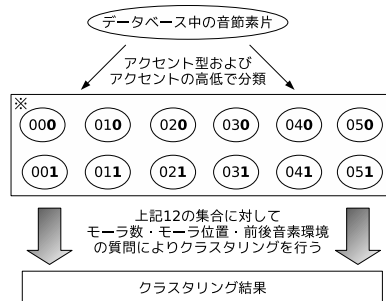 データベース中の音節素片
アクセント型および
アクセントの高低で分類
※
000 010 020 030 040 050
001 011 021 031 041 051
上記12の集合に対して
モーラ数・モーラ位置・前後音素環境
の質問によりクラスタリングを行う
クラスタリング結果